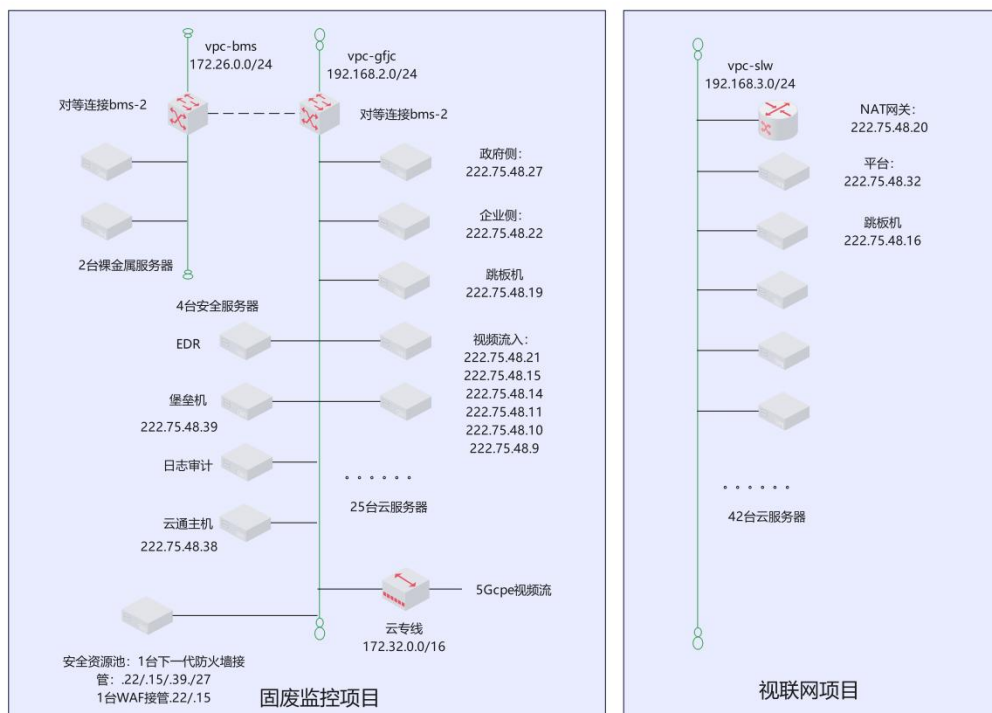 vpc-bms
172.26.0.0/24
vpc-gfjc
192.168.2.0/24
对等连接bms-2
对等连接bms-2
政府侧：
222.75.48.27
企业侧：
222.75.48.22
2台裸金属服务器
跳板机
222.75.48.19
4台安全服务器
EDR
视频流入：
222.75.48.21
222.75.48.15
222.75.48.14
222.75.48.11
222.75.48.10
222.75.48.9
堡垒机
222.75.48.39
日志审计
25台云服务器
云通主机
222.75.48.38
5Gcpe视频流
云专线
172.32.0.0/16
安全资源池：1台下一代防火墙接
管：.22/.15/.39./27
1台WAF接管.22/.15
固废监控项目
vpc-slw
192.168.3.0/24
NAT网关：
222.75.48.20
平台：
222.75.48.32
跳板机
222.75.48.16
42台云服务器
视联网项目